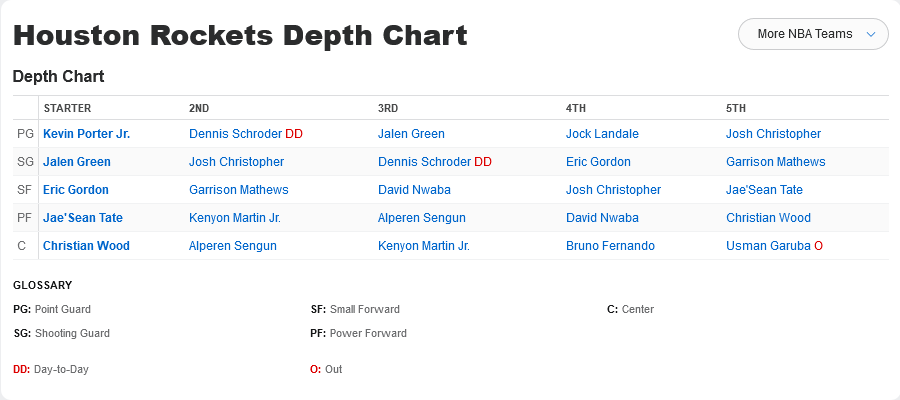 Houston Rockets Depth Chart
More NBA Teams
Depth Chart
STARTER 2ND 3RD 4TH 5TH
PG Kevin Porter Jr. Dennis Schroder DD Jalen Green Jock Landale Josh Christopher
SG Jalen Green Josh Christopher Dennis Schroder DD Eric Gordon Garrison Mathews
SF Eric Gordon Garrison Mathews David Nwaba Josh Christopher Jae'Sean Tate
PF Jae'Sean Tate Kenyon Martin Jr. Alperen Sengun David Nwaba Christian Wood
C Christian Wood Alperen Sengun Kenyon Martin Jr. Bruno Fernando Usman Garuba O
GLOSSARY
PG: Point Guard SF: Small Forward C: Center
SG: Shooting Guard PF: Power Forward
DD: Day-to-Day O: Out